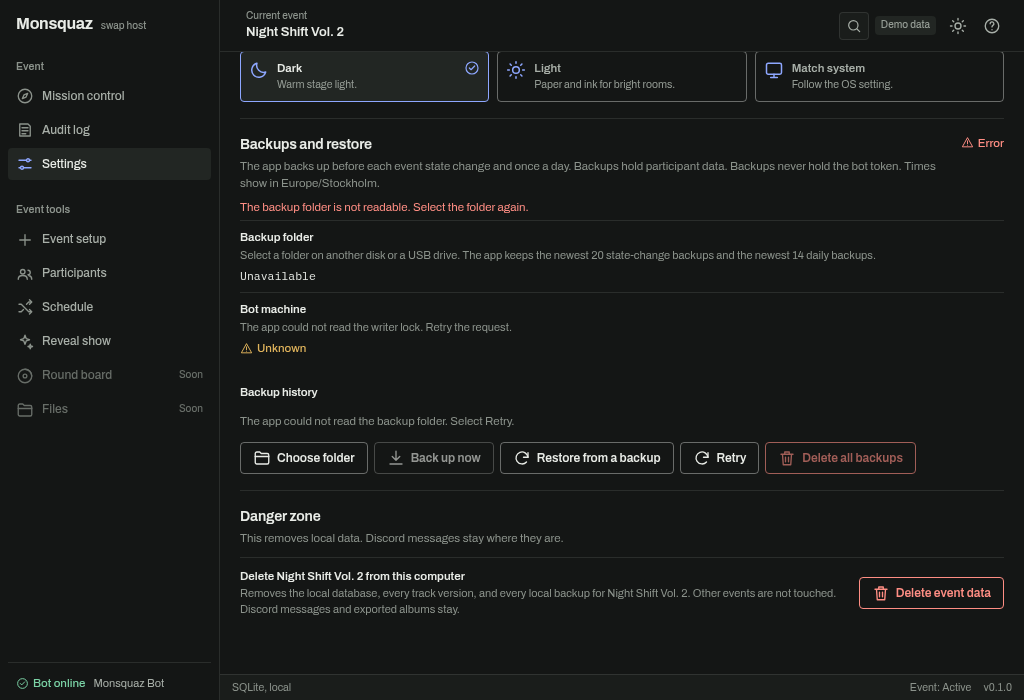 Monsquaz swap host
Event
Mission control
Audit log
Settings
Event tools
Event setup
Participants
Schedule
Reveal show
Round board Soon
Files Soon
Bot online Monsquaz Bot
Current event
Night Shift Vol. 2
Demo data
Dark
Warm stage light.
Light
Paper and ink for bright rooms.
Match system
Follow the OS setting.
Backups and restore
Error
The app backs up before each event state change and once a day. Backups hold participant data. Backups never hold the bot token. Times
show in Europe/Stockholm.
The backup folder is not readable. Select the folder again.
Backup folder
Select a folder on another disk or a USB drive. The app keeps the newest 20 state-change backups and the newest 14 daily backups.
Unavailable
Bot machine
The app could not read the writer lock. Retry the request.
Unknown
Backup history
The app could not read the backup folder. Select Retry.
Choose folder Back up now Restore from a backup Retry Delete all backups
Danger zone
This removes local data. Discord messages stay where they are.
Delete Night Shift Vol. 2 from this computer
Removes the local database, every track version, and every local backup for Night Shift Vol. 2. Other events are not touched.
Discord messages and exported albums stay.
Delete event data
SQLite, local
Event: Active v0.1.0